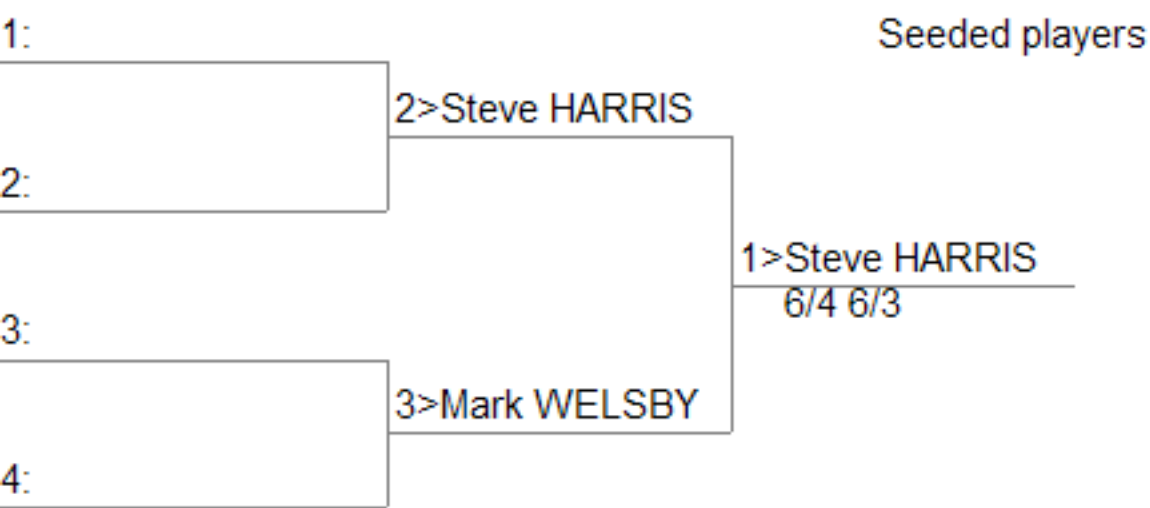 1:
Seeded players
2>Steve HARRIS
2:
1>Steve HARRIS
6/4 6/3
3:
3>Mark WELSBY
4: